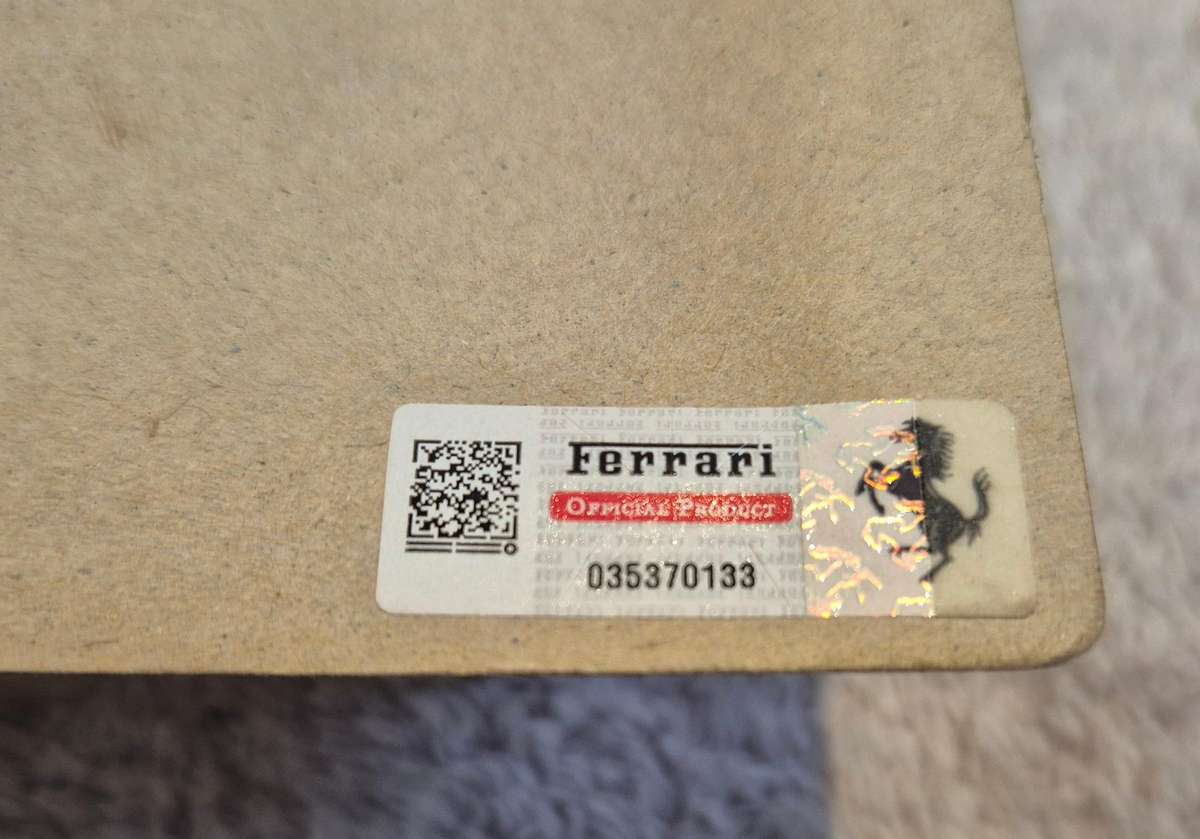 Ferrari
OFFICIAL PRODUCT
035370133